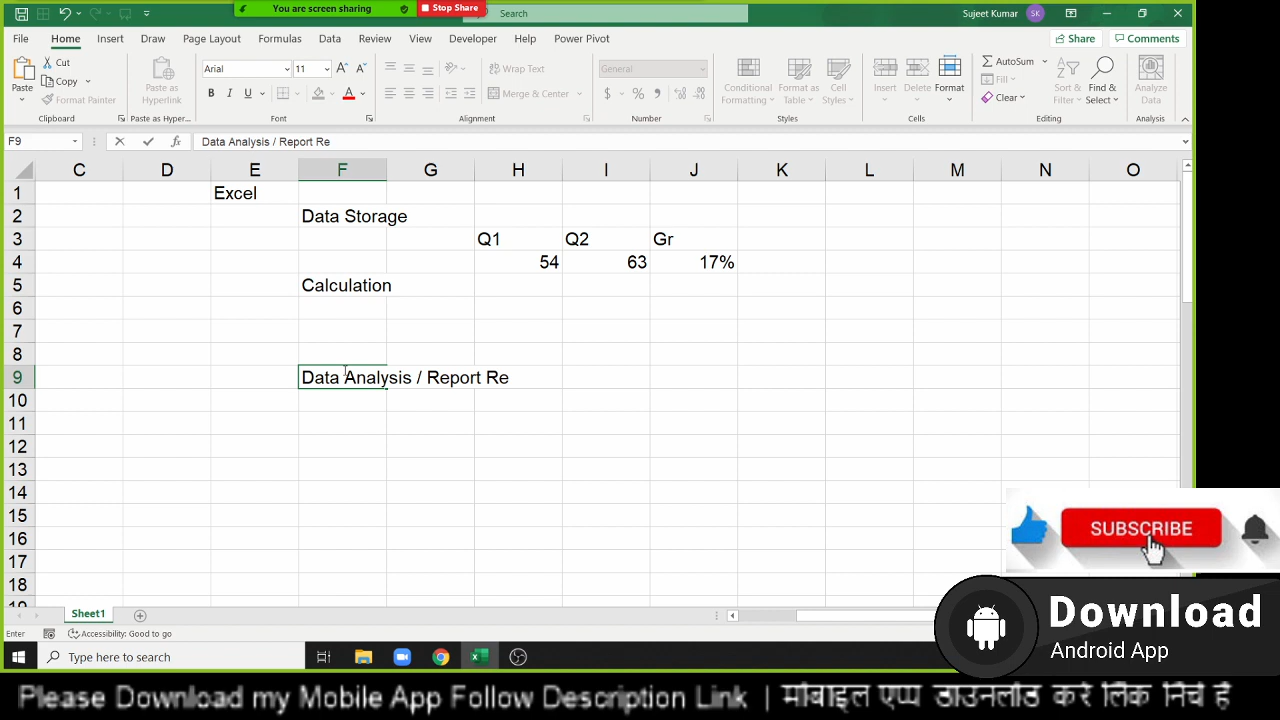 You are screen sharing
Stop Share
Search
Sujeet Kumar
SK
File
Home
Insert
Draw
Page Layout
Formulas
Data
Review
View
Developer
Help
Power Pivot
Share
Comments
Paste
Cut
Copy
Format Painter
Paste as
Hyperlink
Arial
11
Wrap Text
Merge & Center
General
Conditional
Formatting
Format as
Table
Cell
Styles
Insert
Delete
Format
AutoSum
Fill
Clear
Sort &
Filter
Find &
Select
Analyze
Data
Clipboard
Paste as Hyper...
Font
Alignment
Number
Styles
Cells
Editing
Analysis
F9
Data Analysis / Report Re
C D E F G H I J K L M N O
1 Excel
2 Data Storage
3 Q1 Q2 Gr
4 54 63 17%
5 Calculation
6
7
8
9 Data Analysis / Report Re
10
11
12
13
14
15
16
17
18
19
SUBSCRIBE
Download
Android App
Sheet1
Enter
Accessibility: Good to go
Type here to search
Please Download my Mobile App Follow Description Link | मोबाइल एप्प डाउनलोड करे लिंक निचे है